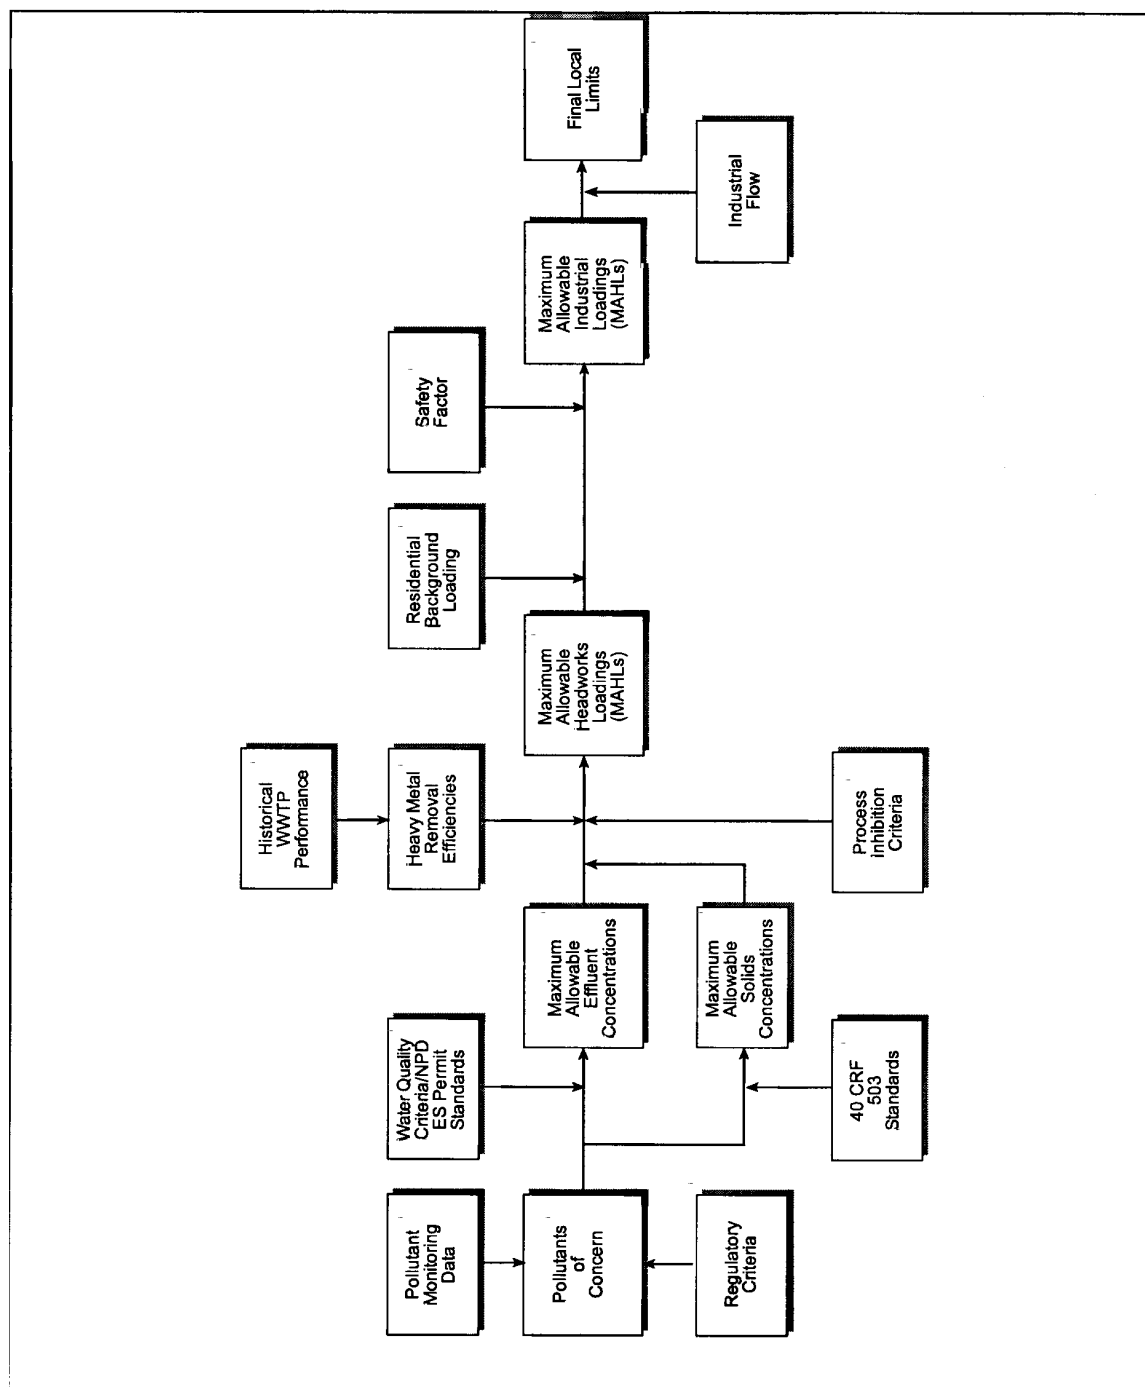 Pollutant
Monitoring
Data
Pollutants
of
Concern
Regulatory
Criteria
Water Quality
Criteria/NPD
ES Permit
Standards
40 CRF
503
Standards
Maximum
Allowable
Effluent
Concentrations
Maximum
Allowable
Solids
Concentrations
Historical
WWTP
Performance
Heavy Metal
Removal
Efficiencies
Process
Inhibition
Criteria
Maximum
Allowable
Headworks
Loadings
(MAHLs)
Residential
Background
Loading
Safety
Factor
Maximum
Allowable
Industrial
Loadings
(MAHLs)
Industrial
Flow
Final Local
Limits